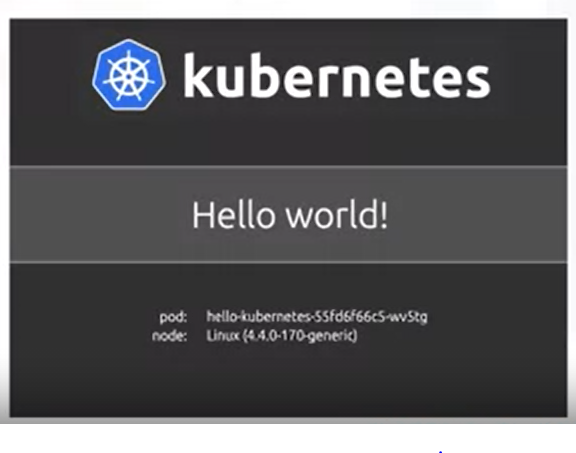 kubernetes
Hello world!
pod: hello-kubernetes-55fd6f66c5-wv5tg
node: Linux (4.4.0-170-generic)